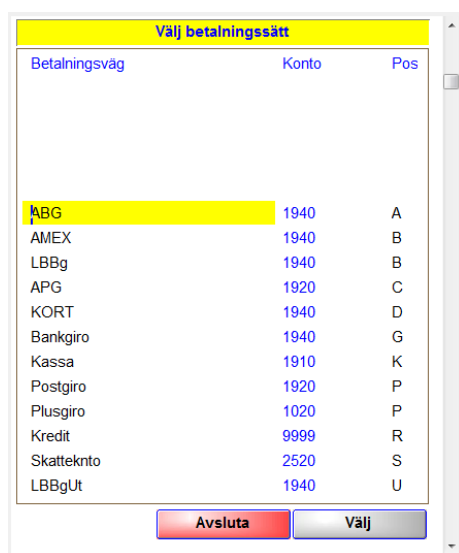 Välj betalningssätt
Betalningsväg Konto Pos
ABG 1940 A
AMEX 1940 B
LBBg 1940 B
APG 1920 C
KORT 1940 D
Bankgiro 1940 G
Kassa 1910 K
Postgiro 1920 P
Plusgiro 1020 P
Kredit 9999 R
Skatteknto 2520 S
LBBgUt 1940 U
Avsluta Välj